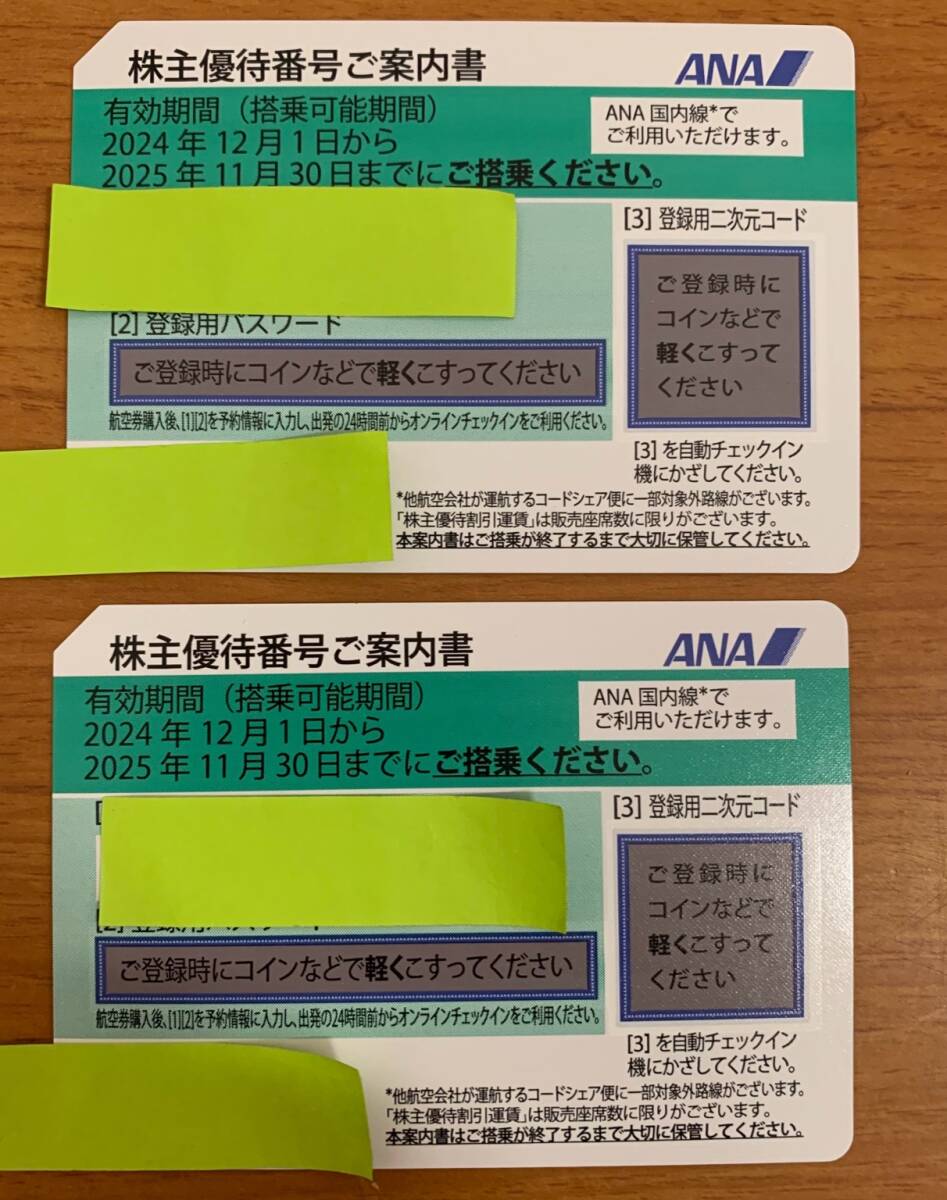 株主優待番号ご案内書
ANA
有効期間（搭乗可能期間）
2024 年 12 月 1 日から
2025 年 11 月 30 日までにご搭乗ください。
ANA 国内線*で
ご利用いただけます。
[2] 登録用パスワード
ご登録時にコインなどで軽くこすってください
航空券購入後、[1][2]を予約情報に入力し、出発の24時間前からオンラインチェックインをご利用ください。
[3] 登録用二次元コード
ご登録時に
コインなどで
軽くこすって
ください
[3] を自動チェックイン
機にかざしてください。
*他航空会社が運航するコードシェア便に一部対象外路線がございます。
「株主優待割引運賃」は販売座席数に限りがございます。
本案内書はご搭乗が終了するまで大切に保管してください。
株主優待番号ご案内書
ANA
有効期間（搭乗可能期間）
2024 年 12 月 1 日から
2025 年 11 月 30 日までにご搭乗ください。
ANA 国内線*で
ご利用いただけます。
[2] 登録用パスワード
ご登録時にコインなどで軽くこすってください
航空券購入後、[1][2]を予約情報に入力し、出発の24時間前からオンラインチェックインをご利用ください。
[3] 登録用二次元コード
ご登録時に
コインなどで
軽くこすって
ください
[3] を自動チェックイン
機にかざしてください。
*他航空会社が運航するコードシェア便に一部対象外路線がございます。
「株主優待割引運賃」は販売座席数に限りがございます。
本案内書はご搭乗が終了するまで大切に保管してください。